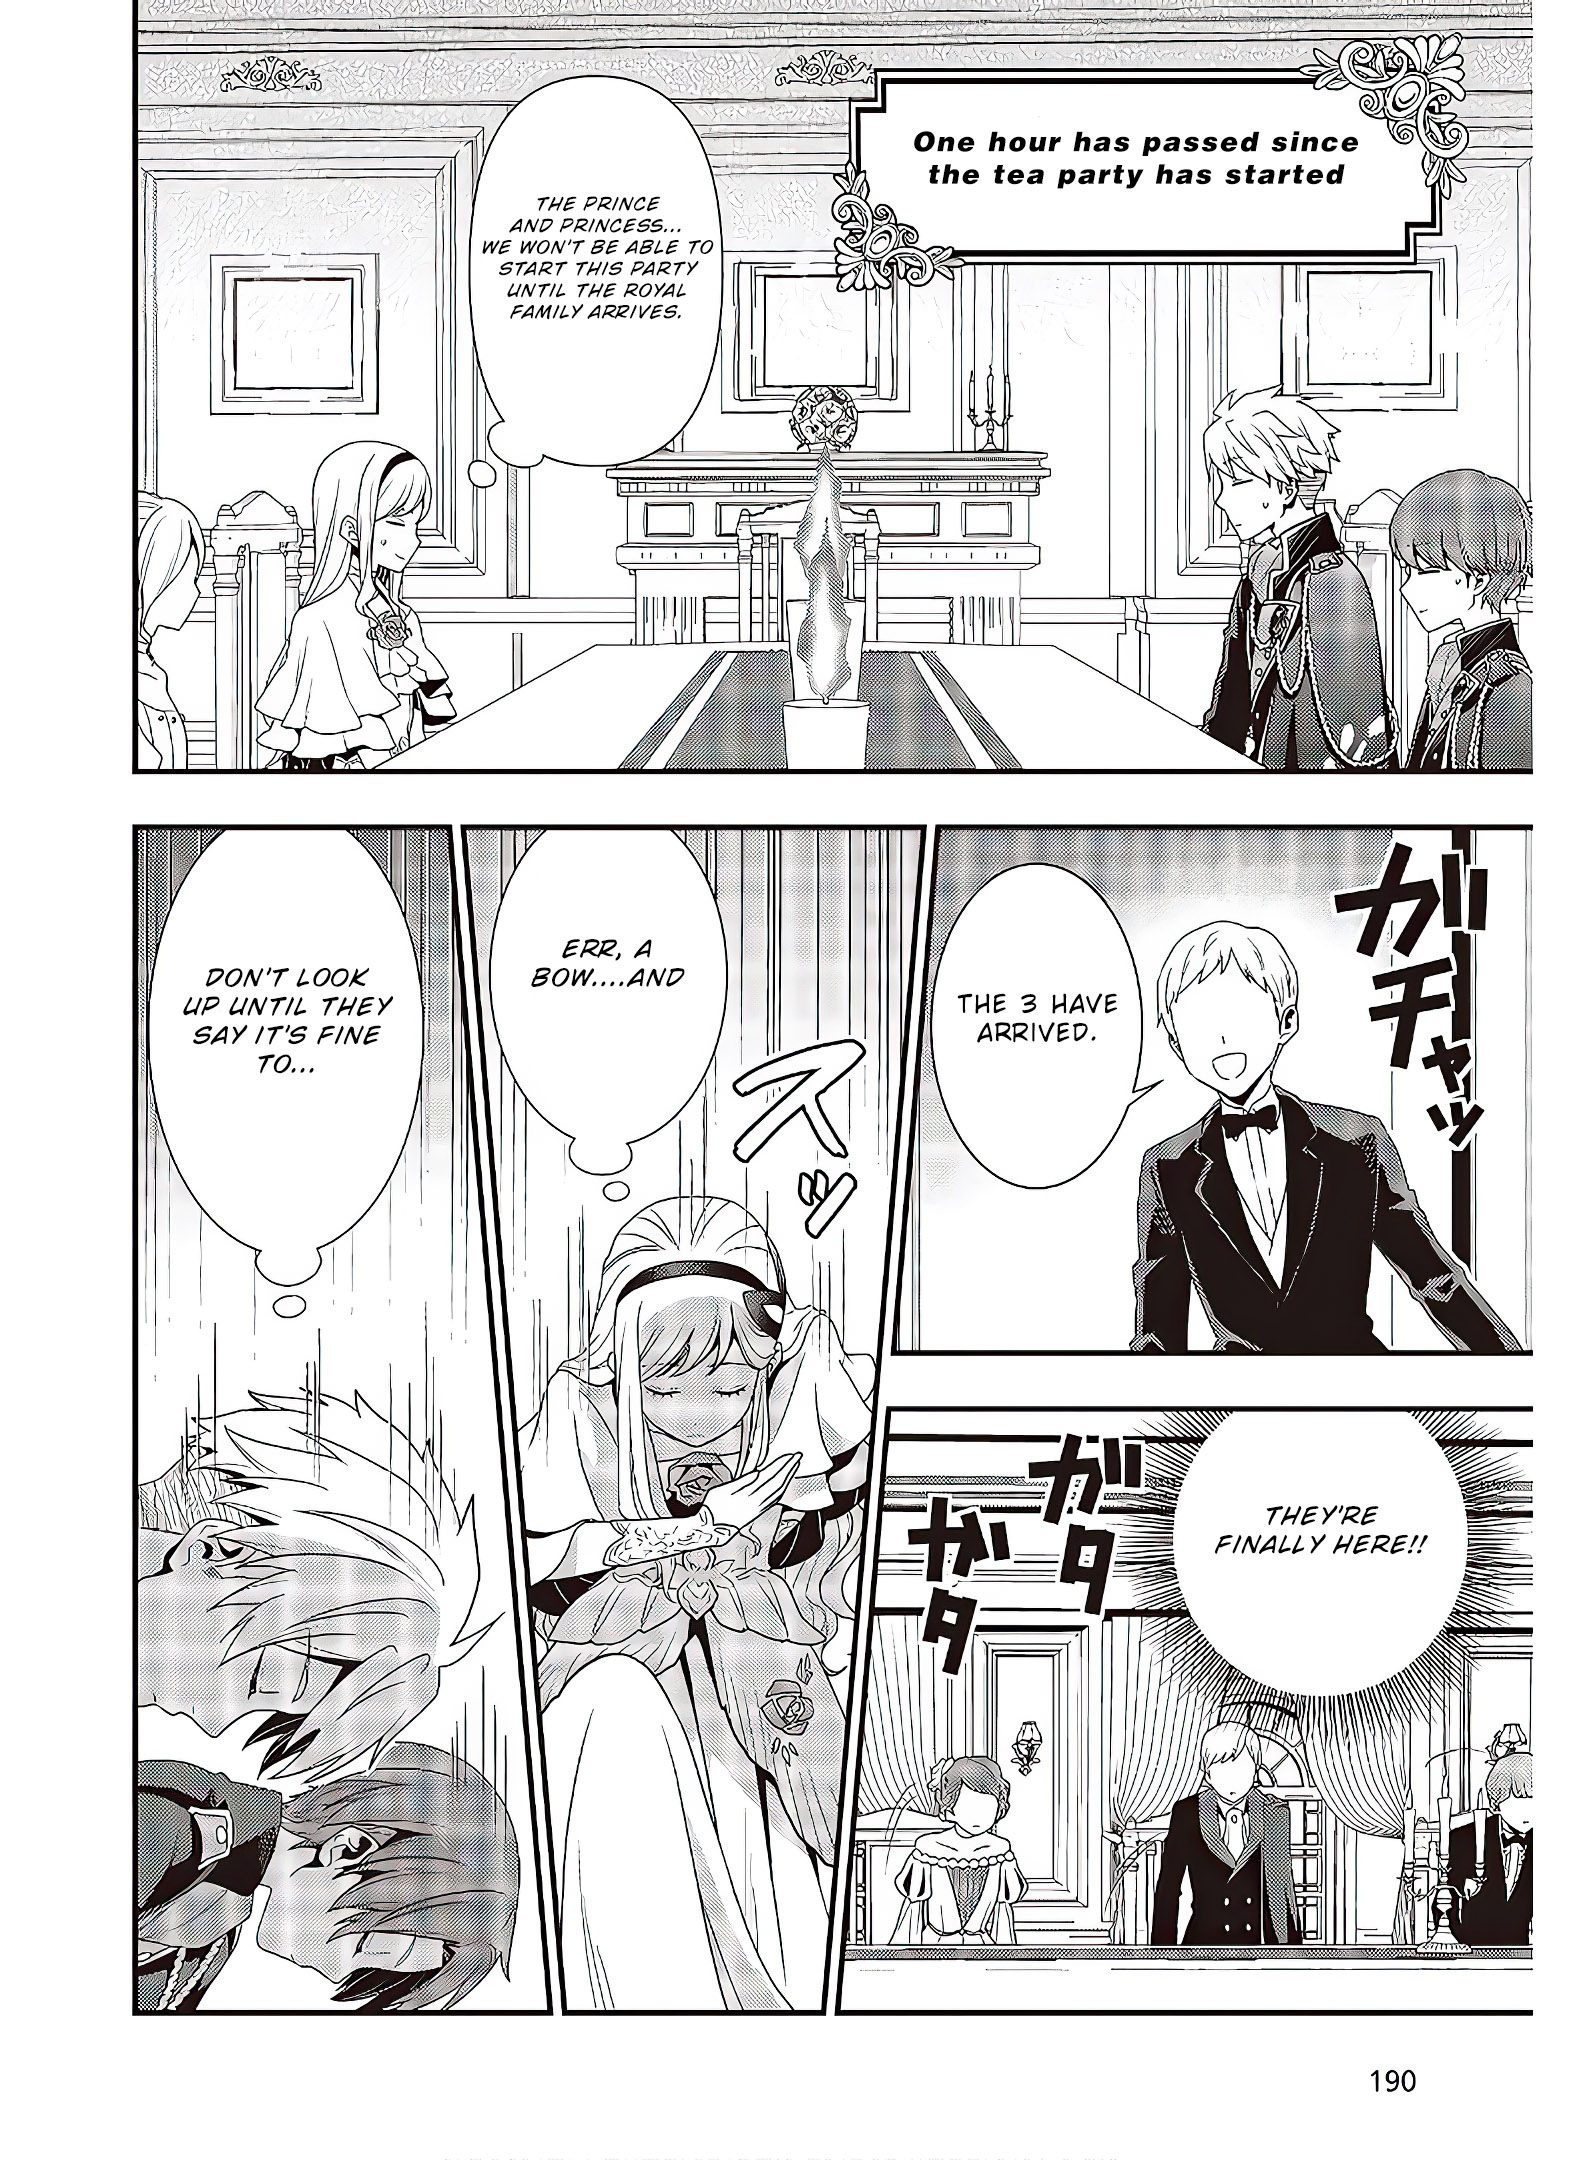 One hour has passed since
the tea party has started
THE PRINCE
AND PRINCESS...
WE WON'T BE ABLE TO
START THIS PARTY
UNTIL THE ROYAL
FAMILY ARRIVES.
ガチャッ
THE 3 HAVE
ARRIVED.
THEY'RE
FINALLY HERE!!
ガタ
ガタ
ERR, A
BOW....AND
スッ
DON'T LOOK
UP UNTIL THEY
SAY IT'S FINE
TO...
190